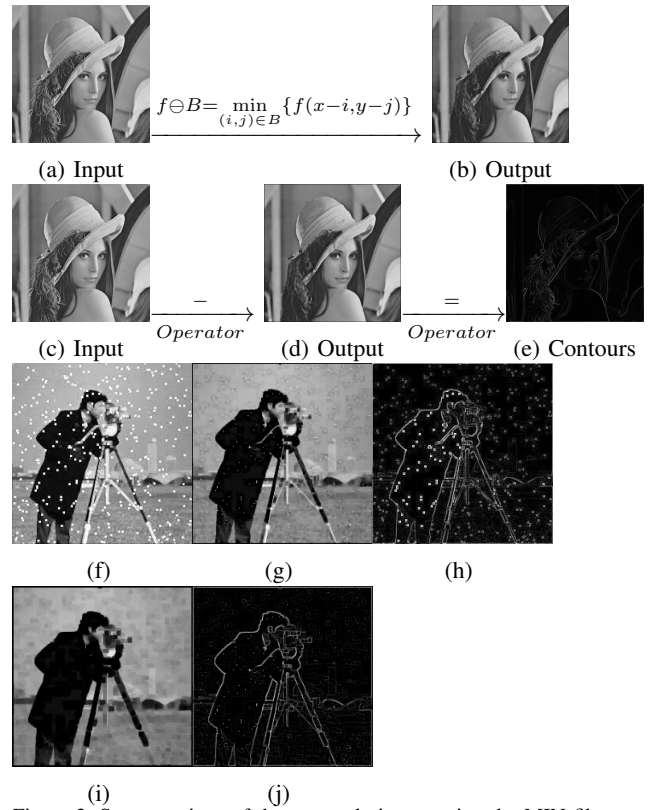 f⊖B= min {f(x−i,y−j)}
(i,j)∈B
(a) Input (b) Output
− =
Operator Operator
(c) Input (d) Output (e) Contours
(f) (g) (h)
(i) (j)